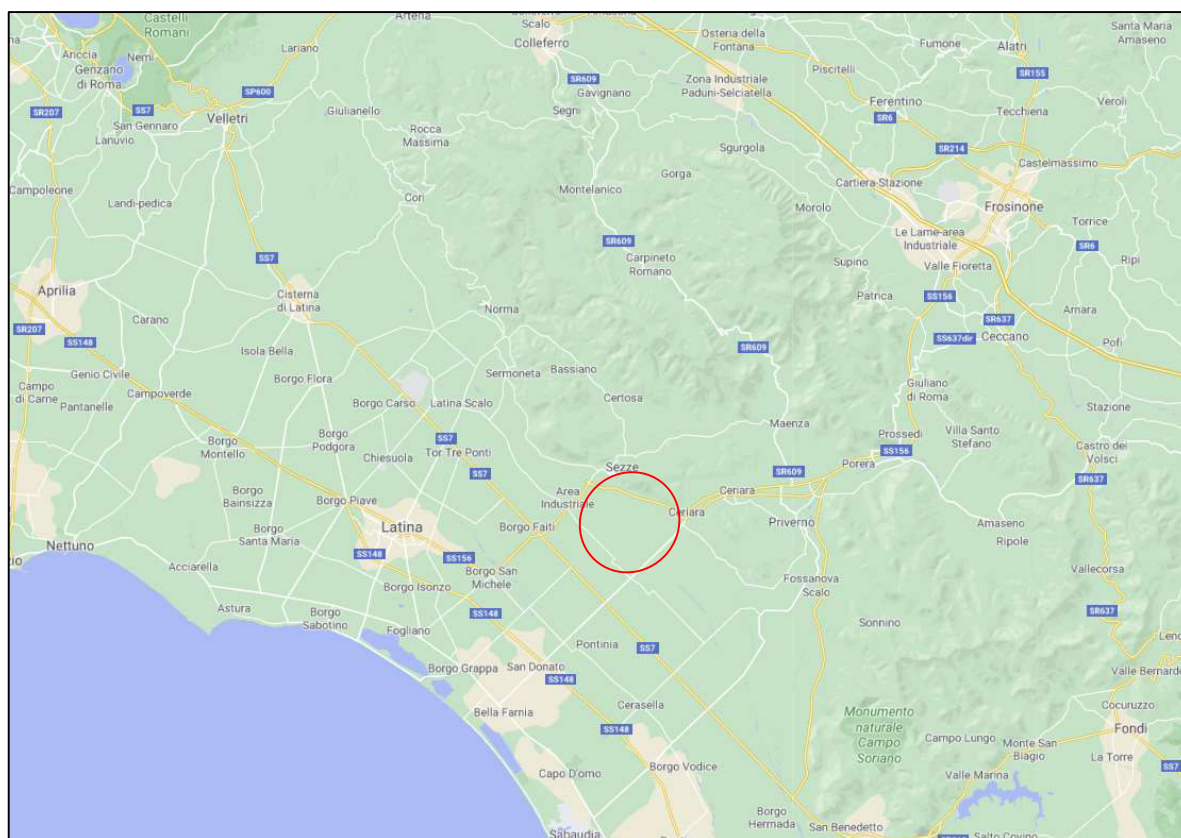 Castelli
Romani
Artena
Colleferro
Scalo
Osteria della
Fontana
Fumone
Alatri
Santa Maria
Amaseno
Ariccia
Nemi
Genzano
di Roma
Lariano
SR609
Gavignano
Zona Industriale
Paduni-Selciatella
Piscitelli
SR155
SP600
SR207
SS7
Velletri
Giulianello
Segni
Ferentino
SR6
Tecchiena
Veroli
San Gennaro
Lanuvio
Rocca
Massima
Sgurgola
SR214
Castelmassimo
Campoleone
Landi-pedica
Cori
Montelanico
Gorga
Cartiera-Stazione
Morolo
Frosinone
Torrice
Le Lame-area
Industriale
SR609
SR6
Carpineto
Romano
Supino
Valle Fioretta
Ripi
SS7
Aprilia
Cisterna
di Latina
Patrica
SS156
Arnara
SR207
Carano
Norma
SR637
SS148
SS637dir
Ceccano
Pofi
Isola Bella
SR609
Genio Civile
Sermoneta
Bassiano
Campo
di Carne
Campoverde
Borgo Flora
Giuliano
di Roma
Pantanelle
Borgo Carso
Latina Scalo
Certosa
Stazione
Borgo
Montello
Borgo
Podgora
SS7
Tor Tre Ponti
Maenza
Prossedi
Villa Santo
Stefano
Castro dei
Volsci
Chiesuola
SS7
Sezze
SR609
Porera
SS156
SR637
Borgo
Bainsizza
Borgo Piave
Area
Industriale
Ceriara
Ceriara
Latina
Borgo Faiti
Priverno
Amaseno
Ripole
Nettuno
Borgo
Santa Maria
SS148
SS156
Acciarella
Borgo San
Michele
Vallecorsa
Borgo Isonzo
Fossanova
Scalo
Astura
Borgo
Sabotino
SS148
SR637
Fogliano
Sonnino
Pontinia
SS7
Borgo Grappa
San Donato
SS148
Valle Bernardo
Cerasella
Bella Farnia
Monumento
naturale
Campo
Soriano
Cocuruzzo
SS148
Campo Lungo
Monte San
Biagio
Fondi
La Torre
Capo D'omo
Borgo Vodice
Valle Marina
SS7
Borgo
Hermada
San Benedetto
Sabaudia
Salto Covino